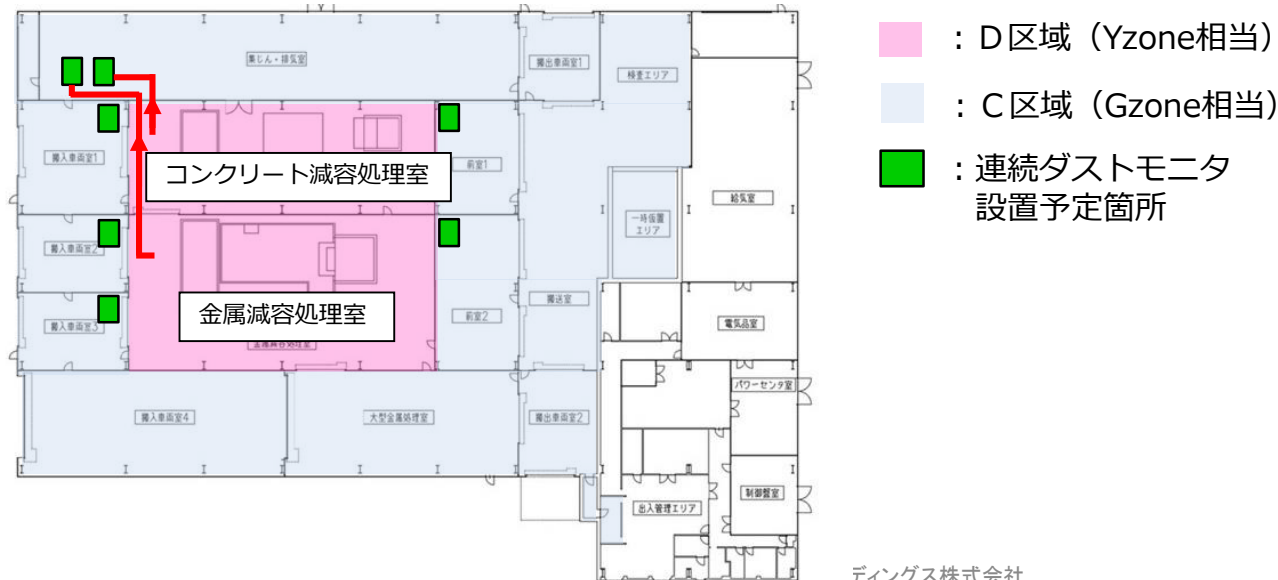 ：D区域（Yzone相当）
：C区域（Gzone相当）
：連続ダストモニタ
設置予定箇所
集じん・排気室
搬出車両室1
検査エリア
搬入車両室1
コンクリート減容処理室
前室1
給気室
一時仮置
エリア
搬入車両室2
金属減容処理室
搬入車両室3
金属減容処理室
前室2
搬送室
電気品室
パワーセンタ室
搬入車両室4
大型金属処理室
搬出車両室2
制御盤室
出入管理エリア
ディングス株式会社